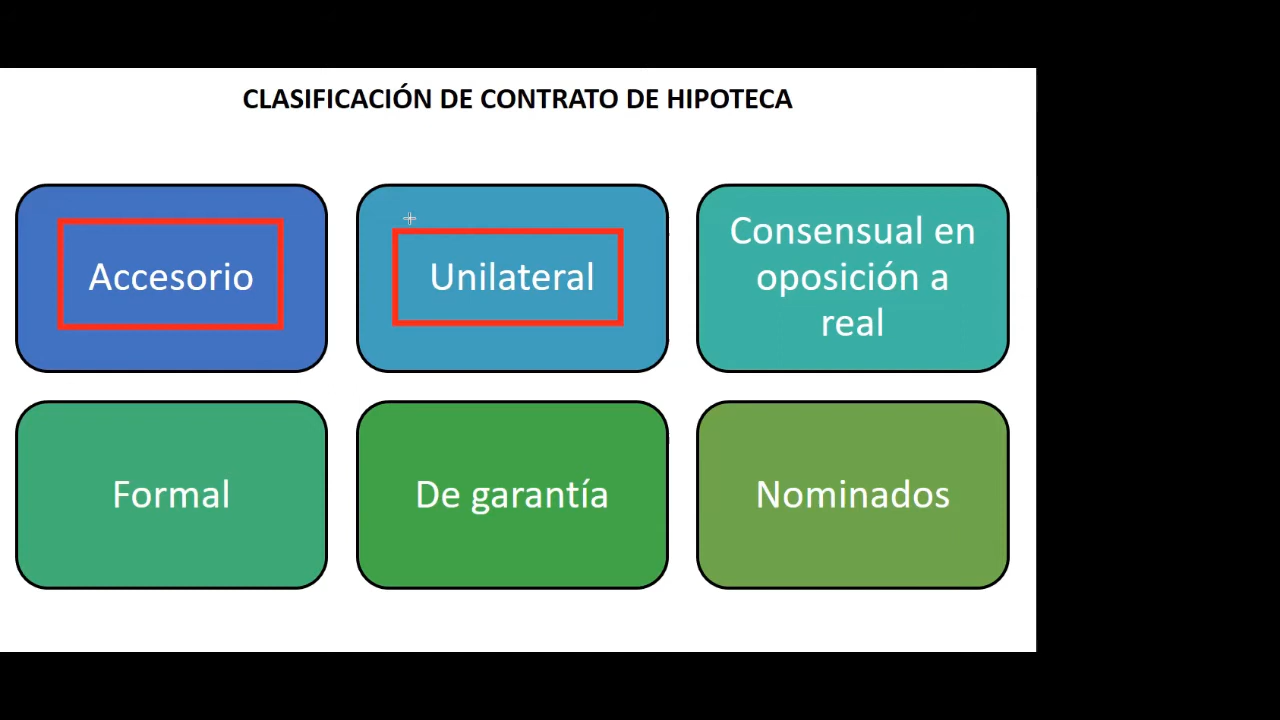 CLASIFICACIÓN DE CONTRATO DE HIPOTECA
Accesorio
Unilateral
Consensual en
oposición a
real
Formal
De garantía
Nominados